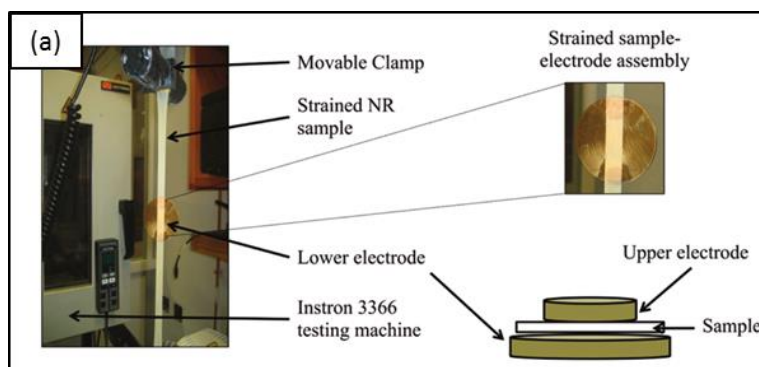 (a)
Movable Clamp
Strained NR
sample
Strained sample-
electrode assembly
Lower electrode
Instron 3366
testing machine
Upper electrode
Sample